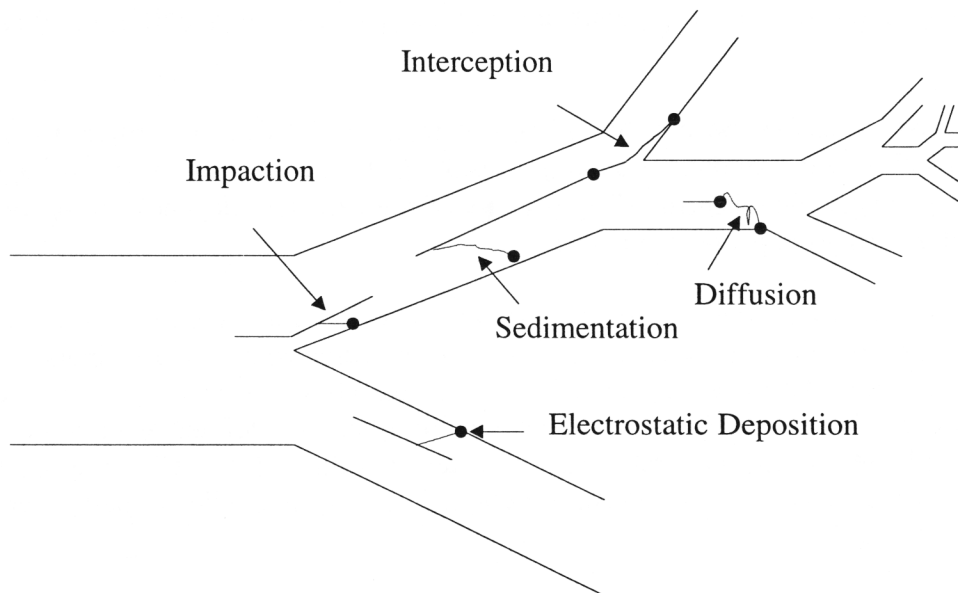 Interception
Impaction
Diffusion
Sedimentation
Electrostatic Deposition